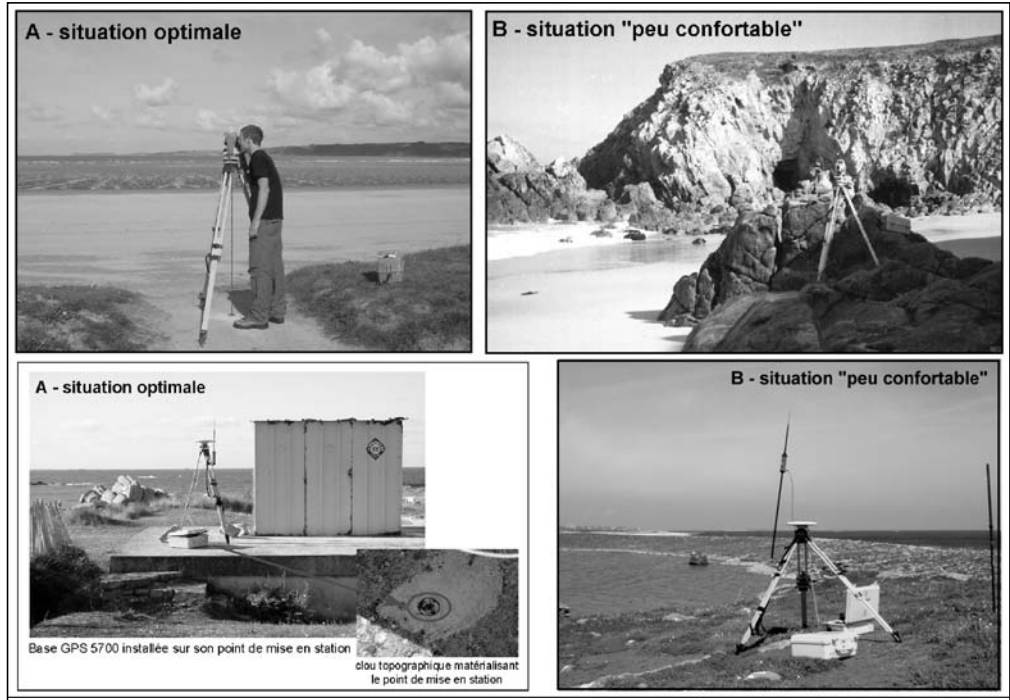 A - situation optimale
B - situation "peu confortable"
A - situation optimale
B - situation "peu confortable"
Base GPS 5700 installée sur son point de mise en station
clou topographique matérialisant
le point de mise en station